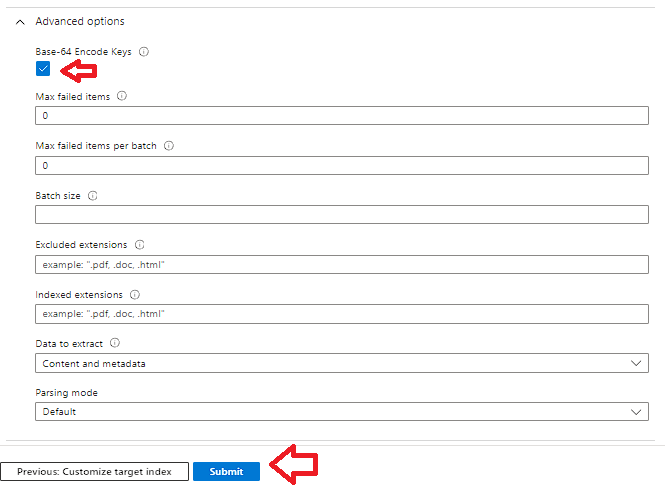 Advanced options
Base-64 Encode Keys
Max failed items
0
Max failed items per batch
0
Batch size
Excluded extensions
example: ".pdf, .doc, .html"
Indexed extensions
example: ".pdf, .doc, .html"
Data to extract
Content and metadata
Parsing mode
Default
Previous: Customize target index Submit